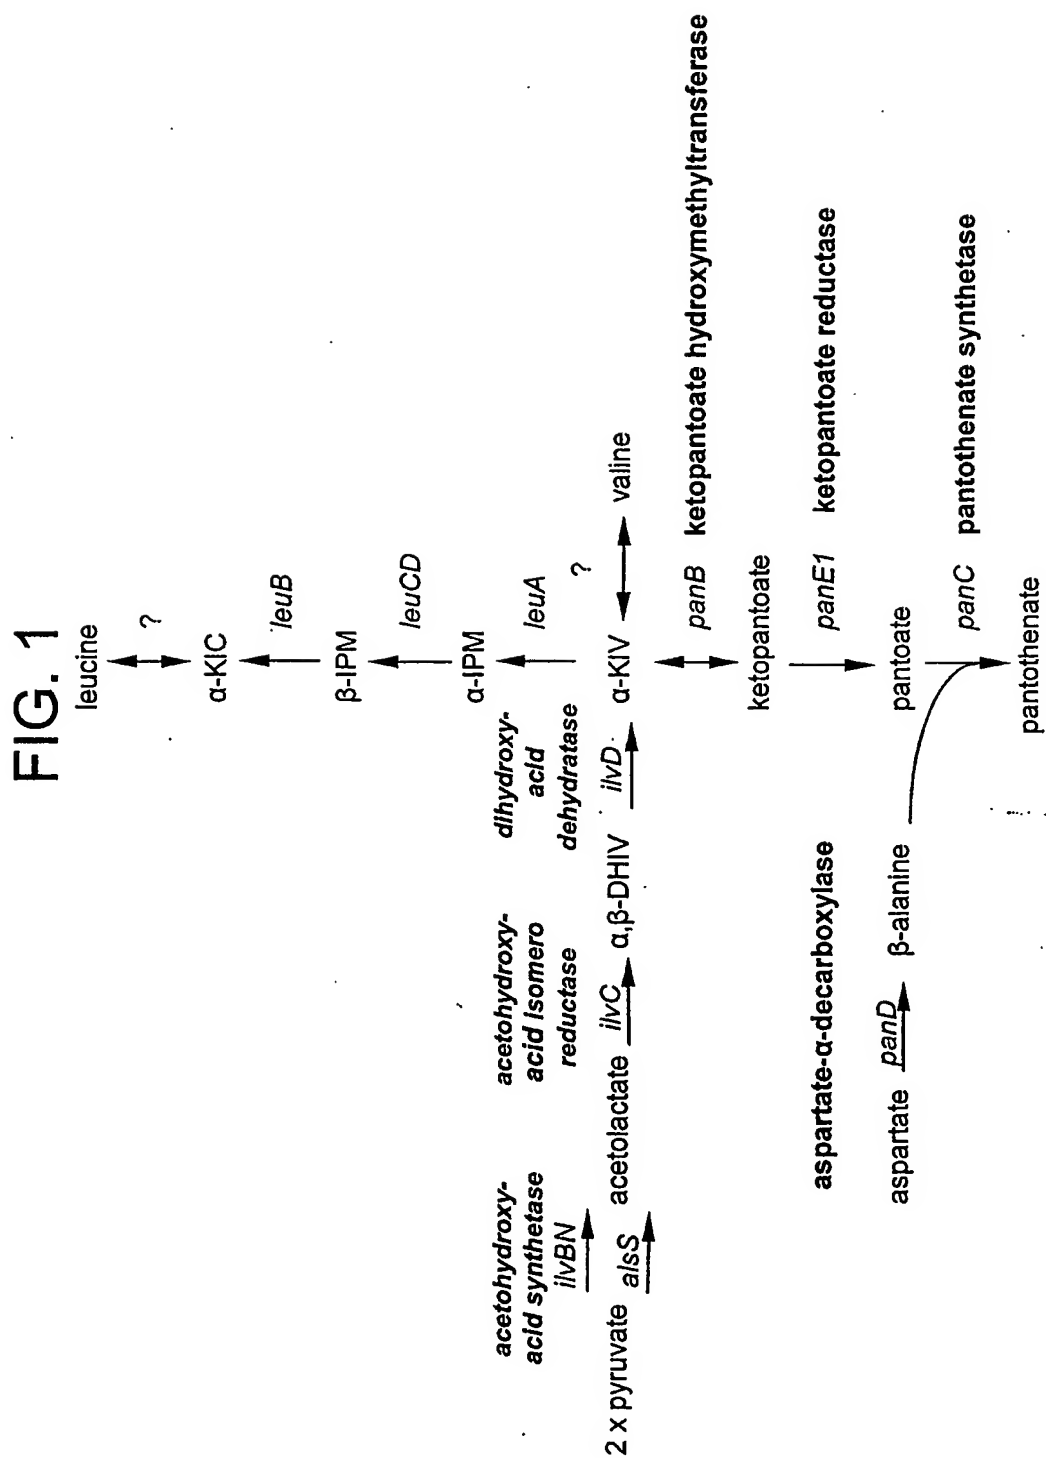 FIG. 1
leucine
?
α-KIC
leuB
β-IPM
leuCD
α-IPM
leuA
acetohydroxy-
acid synthetase
ilvBN
acetohydroxy-
acid isomero
reductase
dihydroxy-
acid
dehydratase
?
2 x pyruvate alsS acetolactate ilvC α,β-DHIV ilvD α-KIV valine
panB ketopantoate hydroxymethyltransferase
ketopantoate
aspartate-α-decarboxylase
panE1 ketopantoate reductase
aspartate panD β-alanine
pantoate
panC pantothenate synthetase
pantothenate